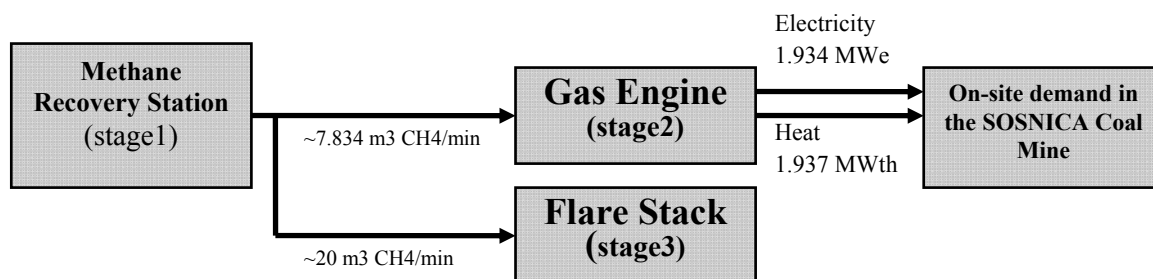 Methane
Recovery Station
(stage1)
~7.834 m3 CH4/min
~20 m3 CH4/min
Gas Engine
(stage2)
Flare Stack
(stage3)
Electricity
1.934 MWe
Heat
1.937 MWth
On-site demand in
the SOSNICA Coal
Mine